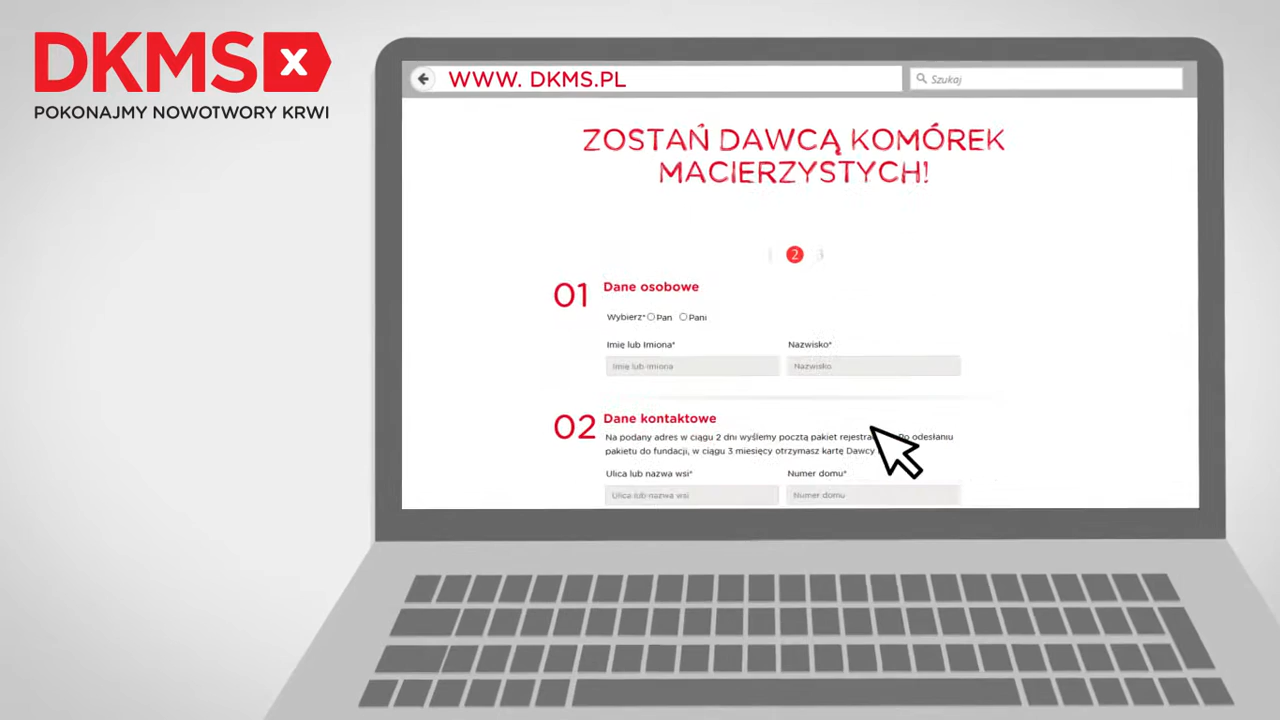 DKMS x
POKONAJMY NOWOTWORY KRWI
WWW. DKMS.PL
Szukaj
ZOSTAŃ DAWCĄ KOMÓREK
MACIERZYSTYCH!
2 3
01 Dane osobowe
Wybierz* Pan Pani
Imię lub Imiona* Nazwisko*
Imię lub imiona Nazwisko
02 Dane kontaktowe
Na podany adres w ciągu 2 dni wyślemy pocztą pakiet Po odesłaniu
pakietu do fundacji, w ciągu 3 miesięcy otrzymasz kartę Dawcy
Ulica lub nazwa wsi* Numer domu*
Ulica lub nazwa wsi Numer domu